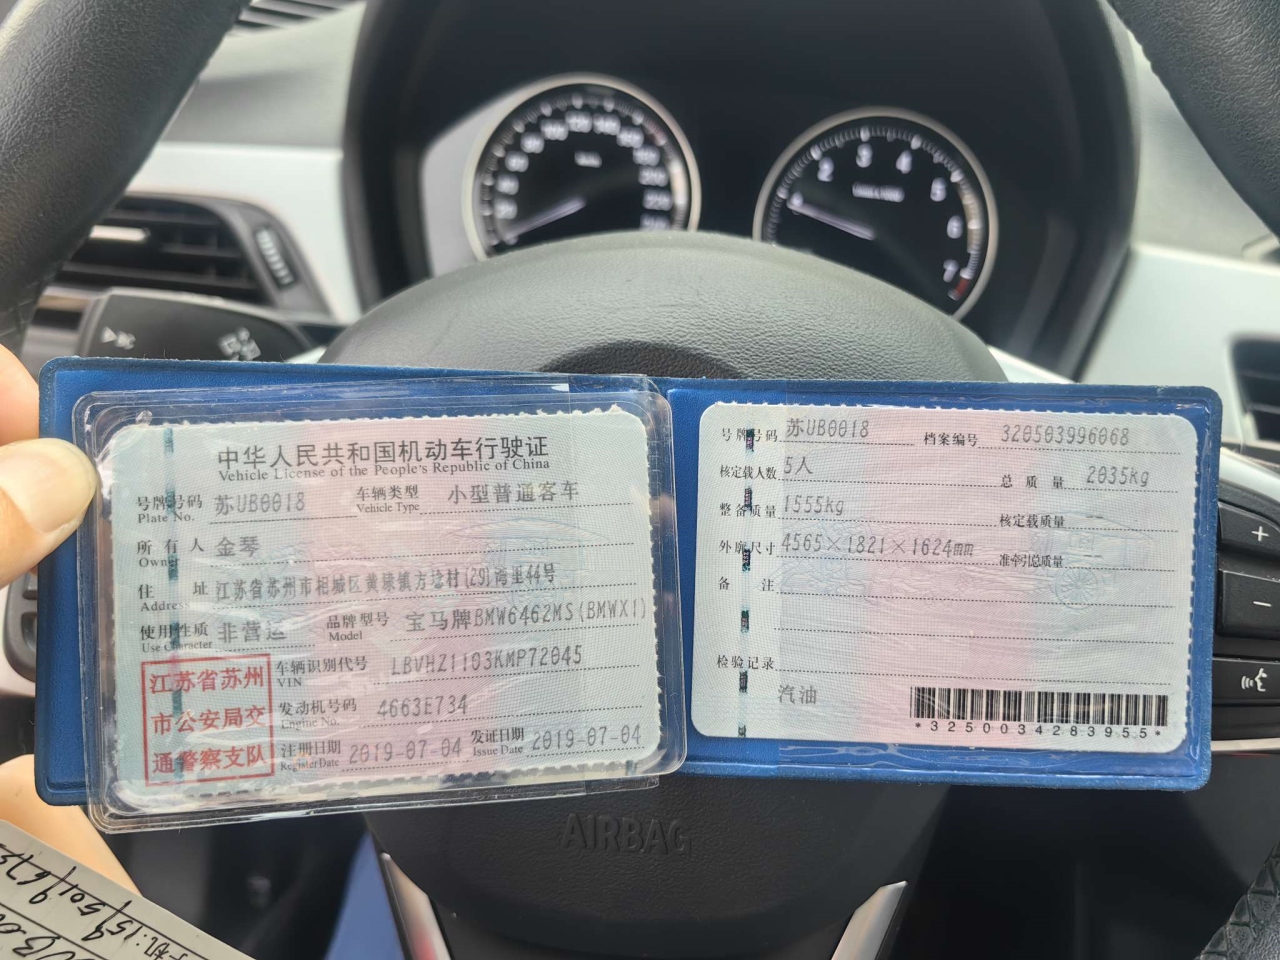 中华人民共和国机动车行驶证
Vehicle License of the People's Republic of China
号牌号码 苏UB0018 车辆类型 小型普通客车
Plate No. Vehicle Type
所有人 金琴
Owner
住址 江苏省苏州市相城区黄埭镇方埝村(29)湾里44号
Address
使用性质 非营运 品牌型号 宝马牌BMW6462MS(BMWX1)
Use Character Model
江苏省苏州
市公安局交
通警察支队
车辆识别代号 LBVHZ1103KMP72045
VIN
发动机号码 4663E734
Engine No.
注册日期 2019-07-04 发证日期 2019-07-04
Register Date Issue Date
号牌号码 苏UB0018 档案编号 320503996068
核定载人数 5人 总质量 2035kg
整备质量 1555kg 核定载质量 --
外廓尺寸 4565×1821×1624mm 准牵引总质量 --
备注
检验记录
汽油
*3250034283955*
AIRBAG
2 3 4 5 6 7
+
−